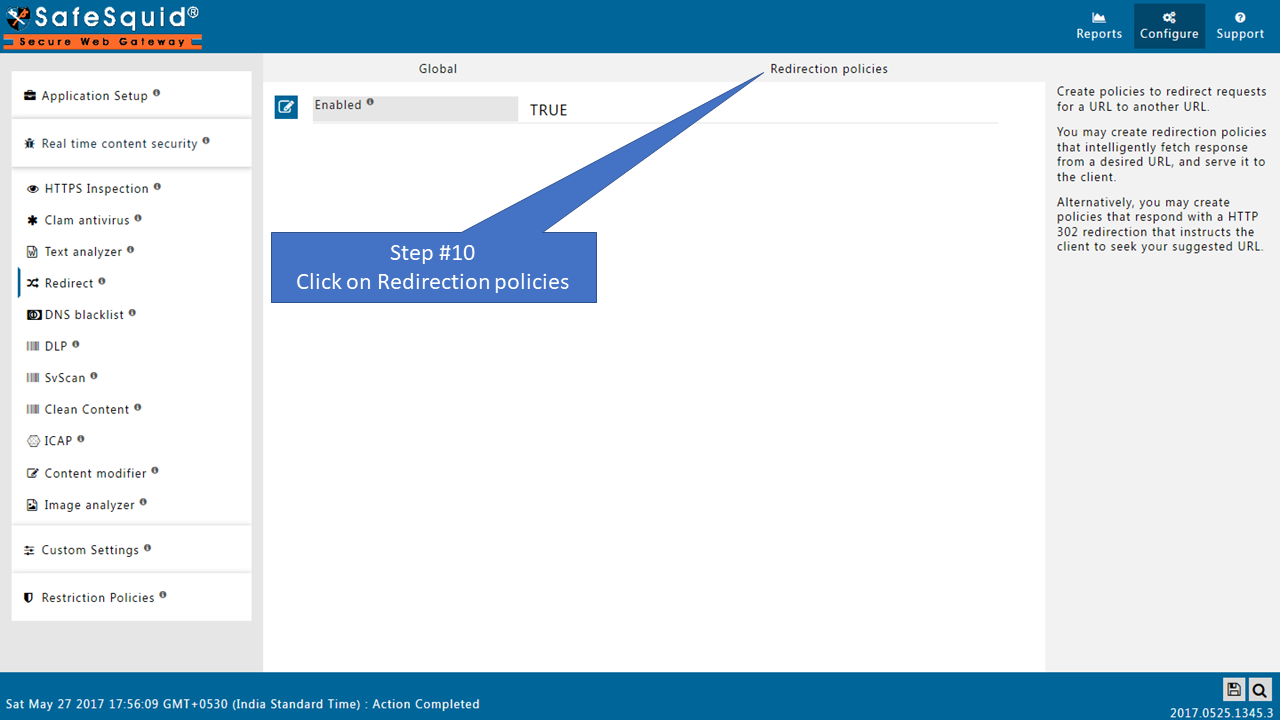 SafeSquid®
Secure Web Gateway
Reports
Configure
Support
Application Setup
Real time content security
HTTPS Inspection
Clam antivirus
Text analyzer
Redirect
DNS blacklist
DLP
SvScan
Clean Content
ICAP
Content modifier
Image analyzer
Custom Settings
Restriction Policies
Global
Redirection policies
Enabled
TRUE
Step #10
Click on Redirection policies
Create policies to redirect requests
for a URL to another URL.
You may create redirection policies
that intelligently fetch response
from a desired URL, and serve it to
the client.
Alternatively, you may create
policies that respond with a HTTP
302 redirection that instructs the
client to seek your suggested URL.
Sat May 27 2017 17:56:09 GMT+0530 (India Standard Time) : Action Completed
2017.0525.1345.3